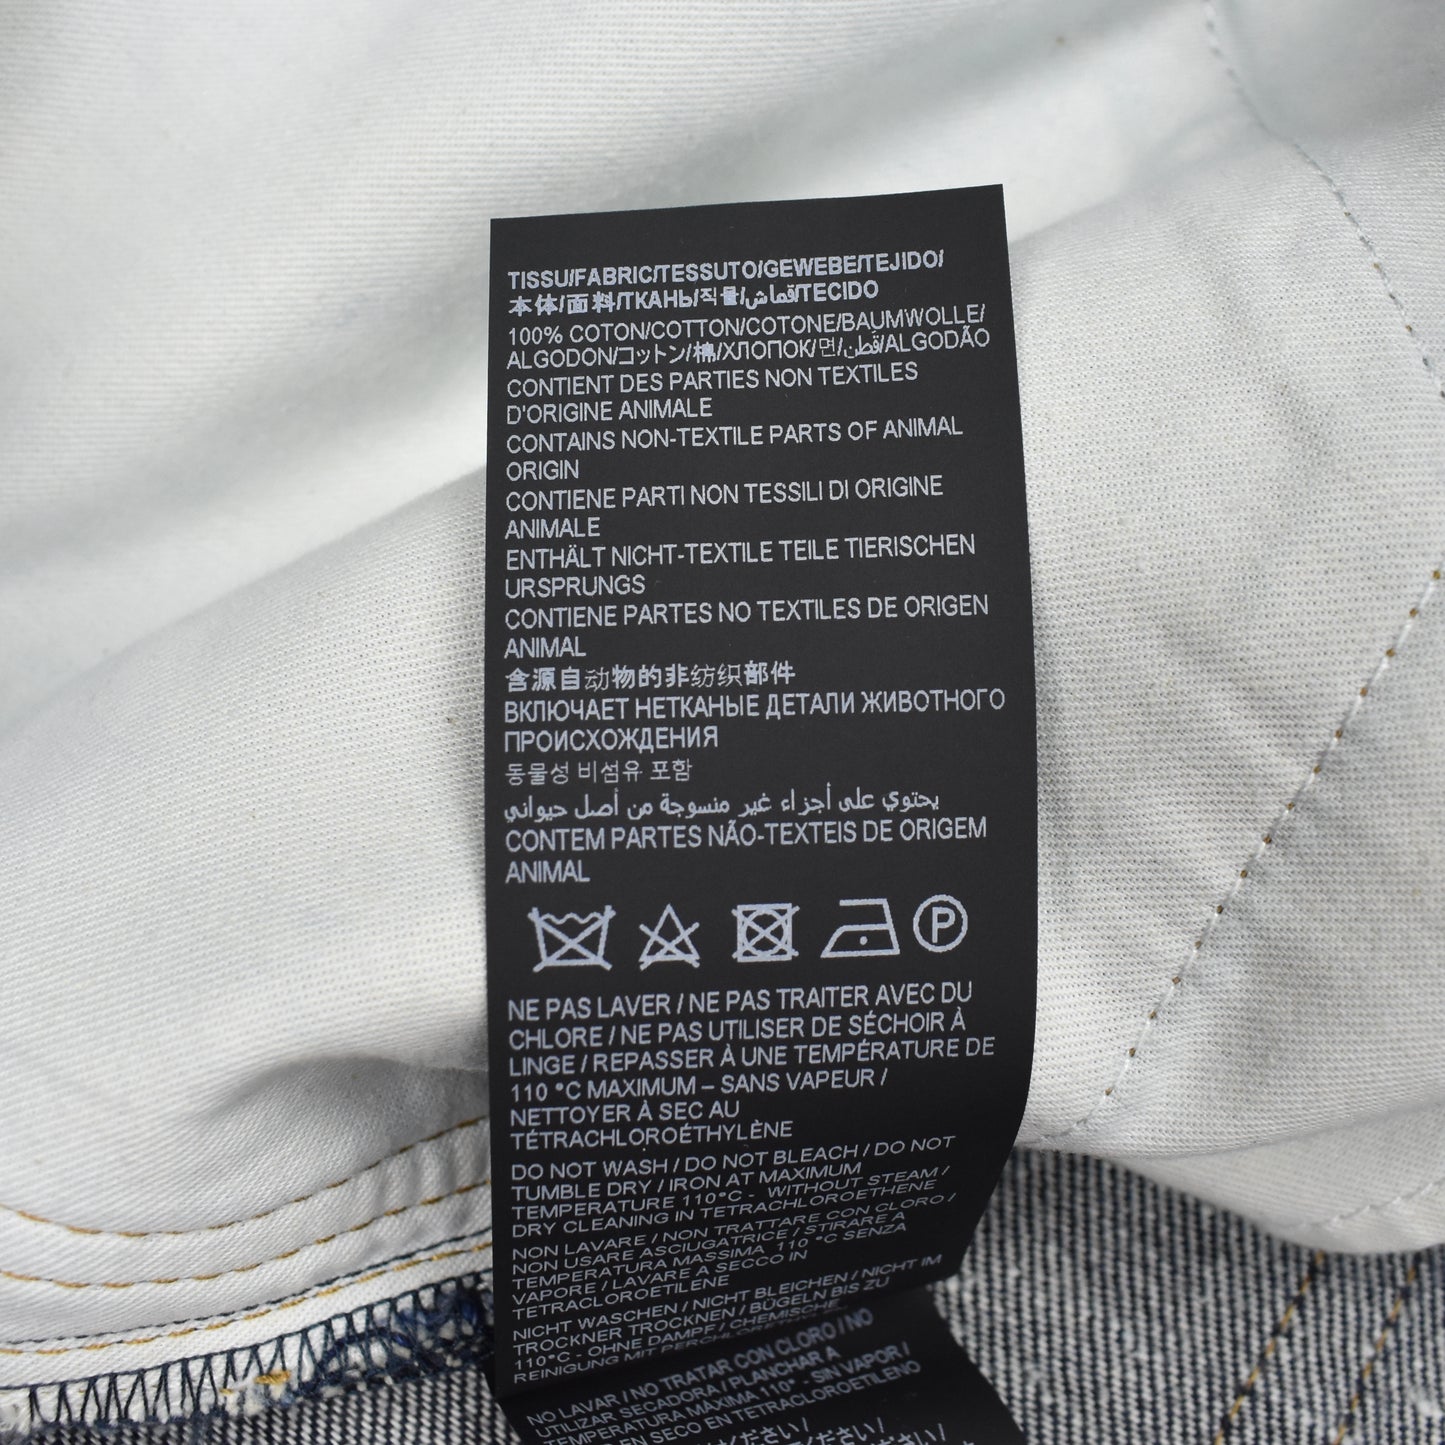 TISSU/FABRIC/TESSUTO/GEWEBE/TEJIDO/
本体/面料/ТКАНЬ/직물/قماش/TECIDO
100% COTON/COTTON/COTONE/BAUMWOLLE/
ALGODON/コットン/棉/ХЛОПОК/면/قطن/ALGODÃO
CONTIENT DES PARTIES NON TEXTILES
D'ORIGINE ANIMALE
CONTAINS NON-TEXTILE PARTS OF ANIMAL
ORIGIN
CONTIENE PARTI NON TESSILI DI ORIGINE
ANIMALE
ENTHÄLT NICHT-TEXTILE TEILE TIERISCHEN
URSPRUNGS
CONTIENE PARTES NO TEXTILES DE ORIGEN
ANIMAL
含源自动物的非纺织部件
ВКЛЮЧАЕТ НЕТКАНЫЕ ДЕТАЛИ ЖИВОТНОГО
ПРОИСХОЖДЕНИЯ
동물성 비섬유 포함
يحتوي على أجزاء غير منسوجة من أصل حيواني
CONTEM PARTES NÃO-TEXTEIS DE ORIGEM
ANIMAL
P
NE PAS LAVER / NE PAS TRAITER AVEC DU
CHLORE / NE PAS UTILISER DE SÉCHOIR À
LINGE / REPASSER À UNE TEMPÉRATURE DE
110 °C MAXIMUM – SANS VAPEUR /
NETTOYER À SEC AU
TÉTRACHLOROÉTHYLÈNE
DO NOT WASH / DO NOT BLEACH / DO NOT
TUMBLE DRY / IRON AT MAXIMUM
TEMPERATURE 110°C - WITHOUT STEAM /
DRY CLEANING IN TETRACHLOROETHENE
NON LAVARE / NON TRATTARE CON CLORO /
NON USARE ASCIUGATRICE / STIRARE A
TEMPERATURA MASSIMA 110 °C SENZA
VAPORE / LAVARE A SECCO IN
TETRACLOROETILENE
NICHT WASCHEN / NICHT BLEICHEN / NICHT IM
TROCKNER TROCKNEN / BÜGELN BIS ZU
110°C - OHNE DAMPF / CHEMISCHE
REINIGUNG MIT
NO LAVAR / NO TRATAR CON CLORO / NO
UTILIZAR SECADORA / PLANCHAR A
TEMPERATURA MAXIMA 110° - SIN VAPOR /
EN SECO EN TETRACLOROETILENO